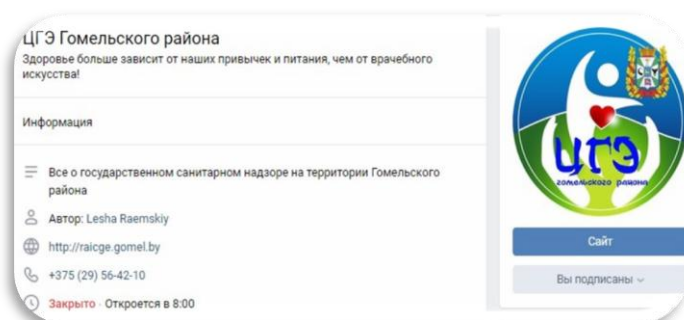 ЦГЭ Гомельского района
Здоровье больше зависит от наших привычек и питания, чем от врачебного
искусства!
Информация
Все о государственном санитарном надзоре на территории Гомельского
района
Автор: Lesha Raemskiy
http://raicge.gomel.by
+375 (29) 56-42-10
Закрыто · Откроется в 8:00
ЦГЭ
гомельского района
Сайт
Вы подписаны